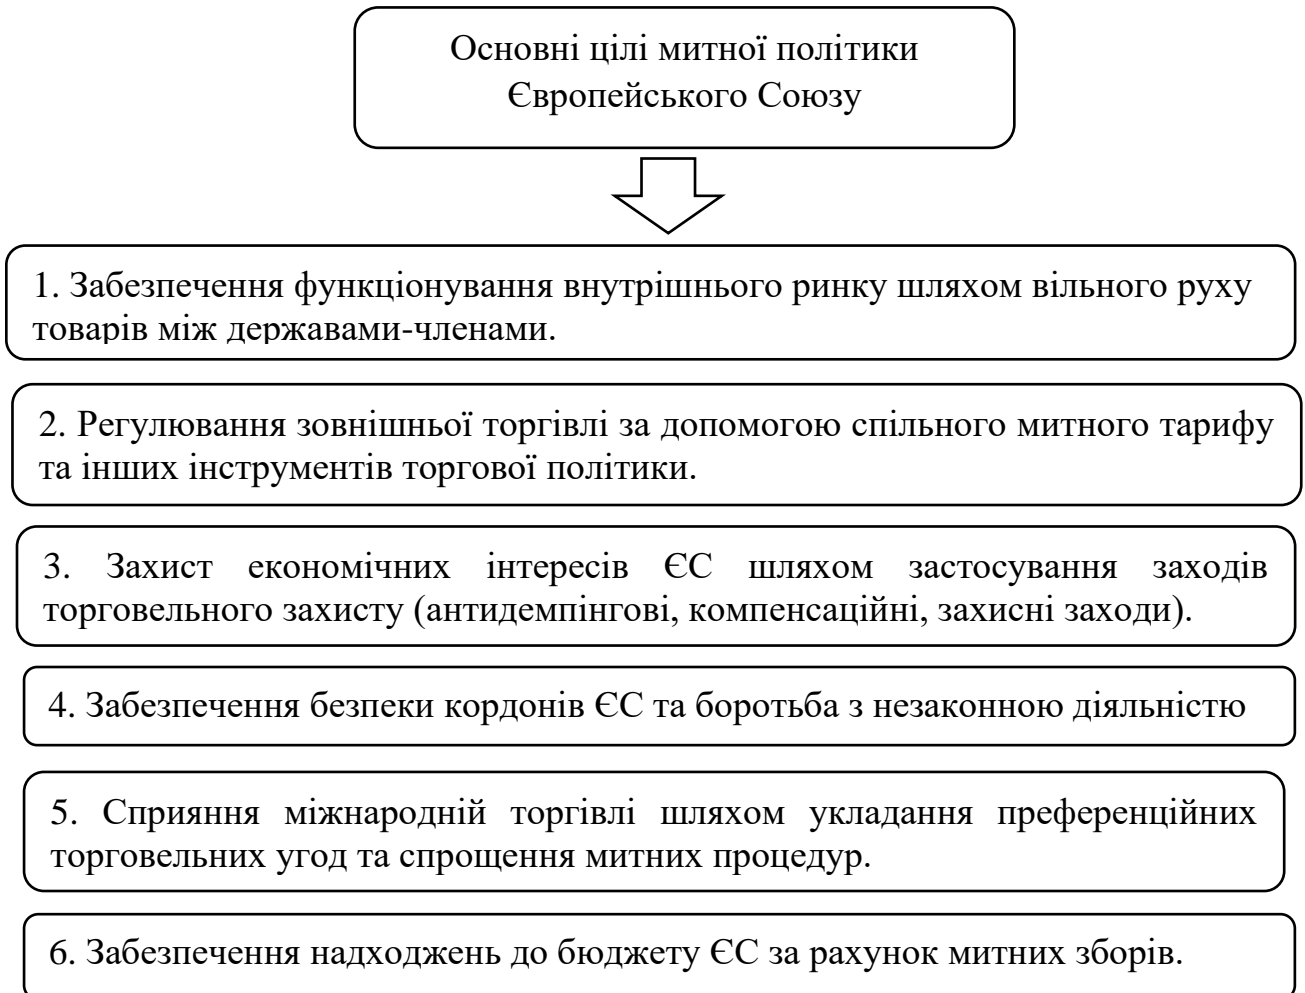 Основні цілі митної політики
Європейського Союзу
1. Забезпечення функціонування внутрішнього ринку шляхом вільного руху
товарів між державами-членами.
2. Регулювання зовнішньої торгівлі за допомогою спільного митного тарифу
та інших інструментів торгової політики.
3. Захист економічних інтересів ЄС шляхом застосування заходів
торговельного захисту (антидемпінгові, компенсаційні, захисні заходи).
4. Забезпечення безпеки кордонів ЄС та боротьба з незаконною діяльністю
5. Сприяння міжнародній торгівлі шляхом укладання преференційних
торговельних угод та спрощення митних процедур.
6. Забезпечення надходжень до бюджету ЄС за рахунок митних зборів.